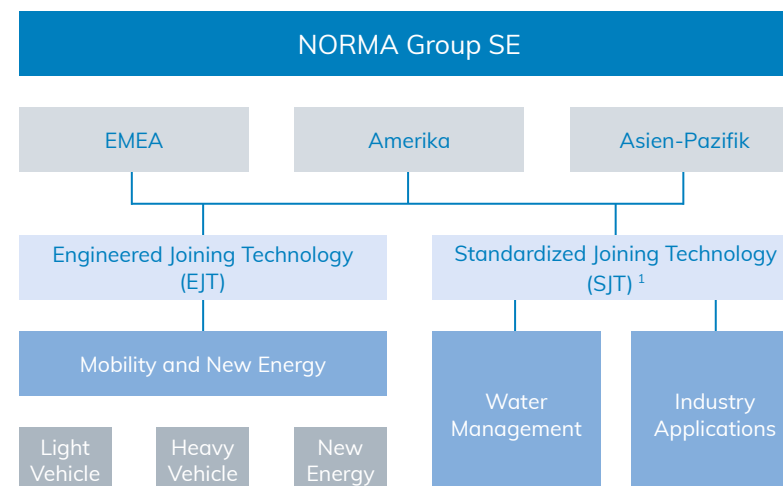 NORMA Group SE
EMEA
Amerika
Asien-Pazifik
Engineered Joining Technology
(EJT)
Standardized Joining Technology
(SJT) 1
Mobility and New Energy
Water
Management
Industry
Applications
Light
Vehicle
Heavy
Vehicle
New
Energy